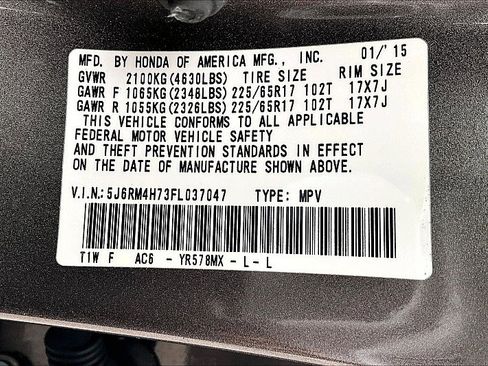 MFD. BY HONDA OF AMERICA MFG., INC. 01/'15
GVWR 2100KG(4630LBS) TIRE SIZE RIM SIZE
GAWR F 1065KG(2348LBS) 225/65R17 102T 17X7J
GAWR R 1055KG(2326LBS) 225/65R17 102T 17X7J
THIS VEHICLE CONFORMS TO ALL APPLICABLE
FEDERAL MOTOR VEHICLE SAFETY
AND THEFT PREVENTION STANDARDS IN EFFECT
ON THE DATE OF MANUFACTURE SHOWN ABOVE.
V.I.N.:5J6RM4H73FL037047 TYPE: MPV
T1W F AC6 - YR578MX - L - L